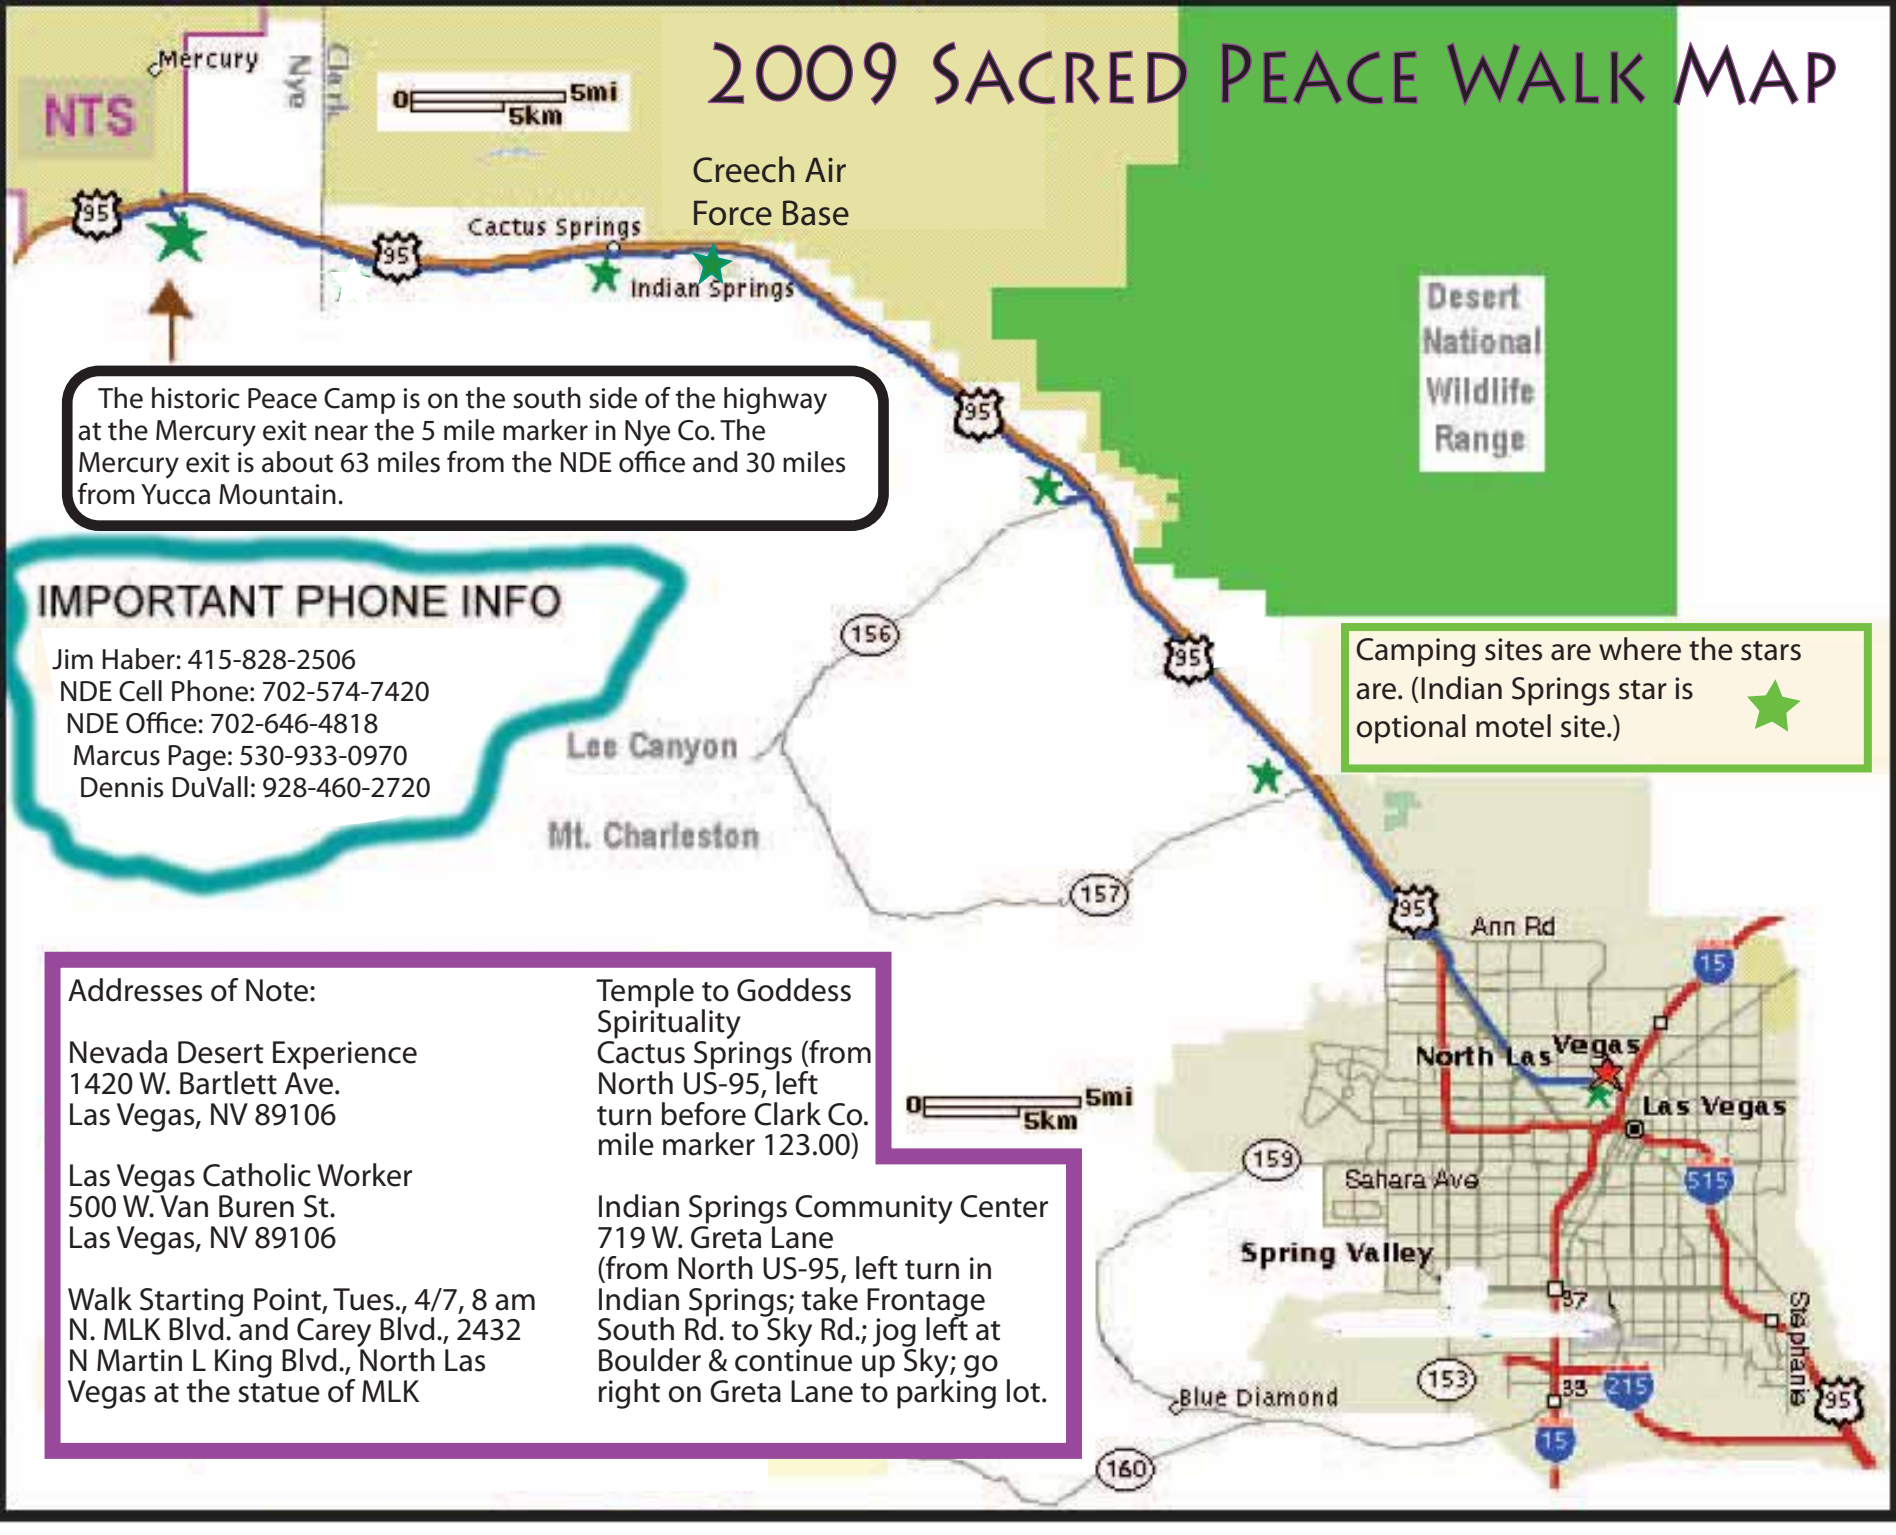 2009 Sacred Peace Walk Map
Mercury
NTS
Nye
Clark
0 5mi
5km
Creech Air
Force Base
95
95
Cactus Springs
Indian Springs
Desert
National
Wildlife
Range
95
The historic Peace Camp is on the south side of the highway
at the Mercury exit near the 5 mile marker in Nye Co. The
Mercury exit is about 63 miles from the NDE office and 30 miles
from Yucca Mountain.
IMPORTANT PHONE INFO
Jim Haber: 415-828-2506
NDE Cell Phone: 702-574-7420
NDE Office: 702-646-4818
Marcus Page: 530-933-0970
Dennis DuVall: 928-460-2720
156
95
Camping sites are where the stars
are. (Indian Springs star is
optional motel site.)
Lee Canyon
Mt. Charleston
157
95
Ann Rd
15
Addresses of Note:
Nevada Desert Experience
1420 W. Bartlett Ave.
Las Vegas, NV 89106
Las Vegas Catholic Worker
500 W. Van Buren St.
Las Vegas, NV 89106
Walk Starting Point, Tues., 4/7, 8 am
N. MLK Blvd. and Carey Blvd., 2432
N Martin L King Blvd., North Las
Vegas at the statue of MLK
Temple to Goddess
Spirituality
Cactus Springs (from
North US-95, left
turn before Clark Co.
mile marker 123.00)
Indian Springs Community Center
719 W. Greta Lane
(from North US-95, left turn in
Indian Springs; take Frontage
South Rd. to Sky Rd.; jog left at
Boulder & continue up Sky; go
right on Greta Lane to parking lot.
North Las Vegas
0 5mi
5km
Las Vegas
159
Sahara Ave
515
Spring Valley
37
Stephanie
153
33
215
95
Blue Diamond
15
160